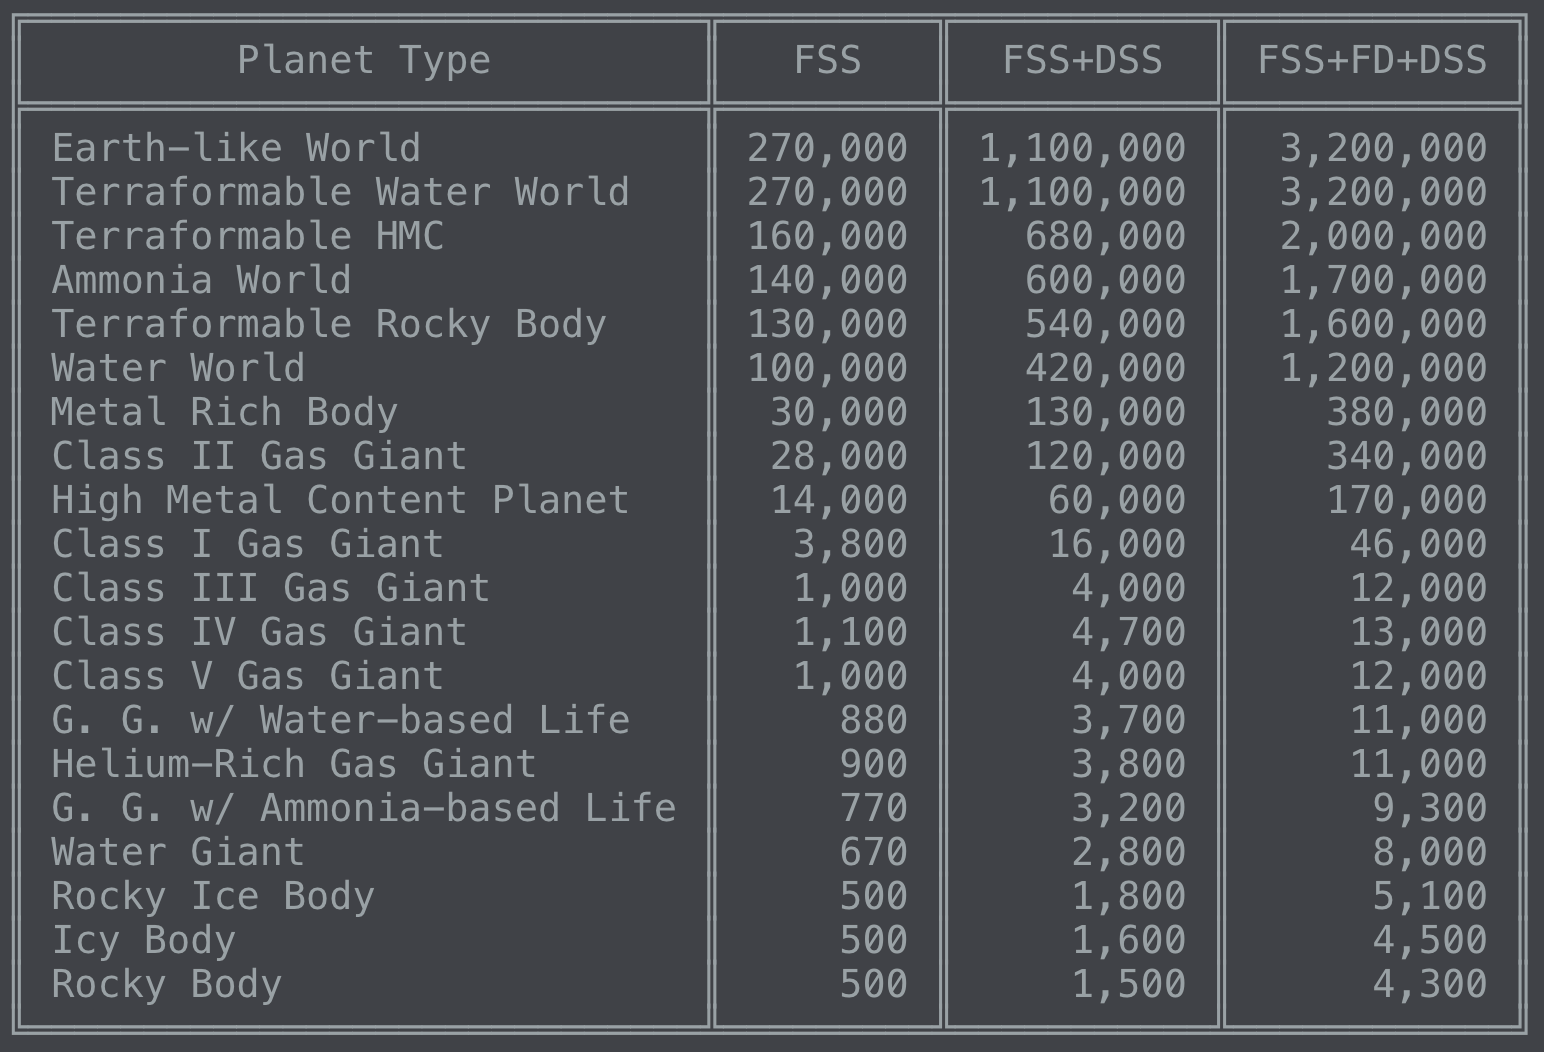 Planet Type FSS FSS+DSS FSS+FD+DSS
Earth-like World 270,000 1,100,000 3,200,000
Terraformable Water World 270,000 1,100,000 3,200,000
Terraformable HMC 160,000 680,000 2,000,000
Ammonia World 140,000 600,000 1,700,000
Terraformable Rocky Body 130,000 540,000 1,600,000
Water World 100,000 420,000 1,200,000
Metal Rich Body 30,000 130,000 380,000
Class II Gas Giant 28,000 120,000 340,000
High Metal Content Planet 14,000 60,000 170,000
Class I Gas Giant 3,800 16,000 46,000
Class III Gas Giant 1,000 4,000 12,000
Class IV Gas Giant 1,100 4,700 13,000
Class V Gas Giant 1,000 4,000 12,000
G. G. w/ Water-based Life 880 3,700 11,000
Helium-Rich Gas Giant 900 3,800 11,000
G. G. w/ Ammonia-based Life 770 3,200 9,300
Water Giant 670 2,800 8,000
Rocky Ice Body 500 1,800 5,100
Icy Body 500 1,600 4,500
Rocky Body 500 1,500 4,300